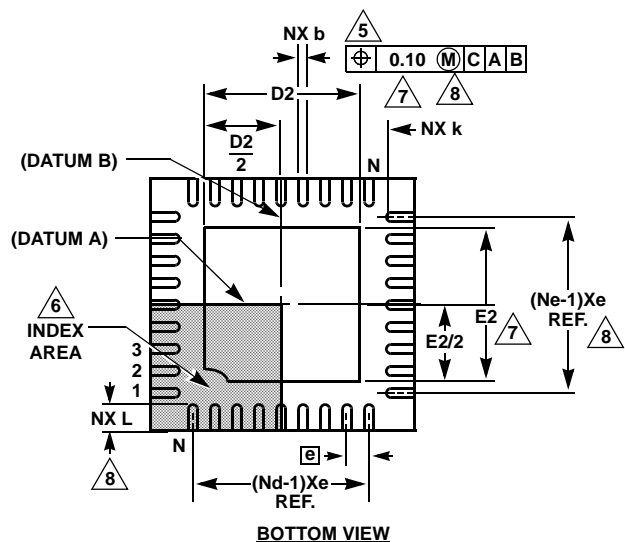 NX b
5
⌖ 0.10 Ⓜ C A B
7 8
D2
D2
2
NX k
(DATUM B)
N
(DATUM A)
6
INDEX
AREA
3
2
1
E2/2
E2
7
(Ne-1)Xe
REF.
8
NX L
8
N
e
(Nd-1)Xe
REF.
BOTTOM VIEW